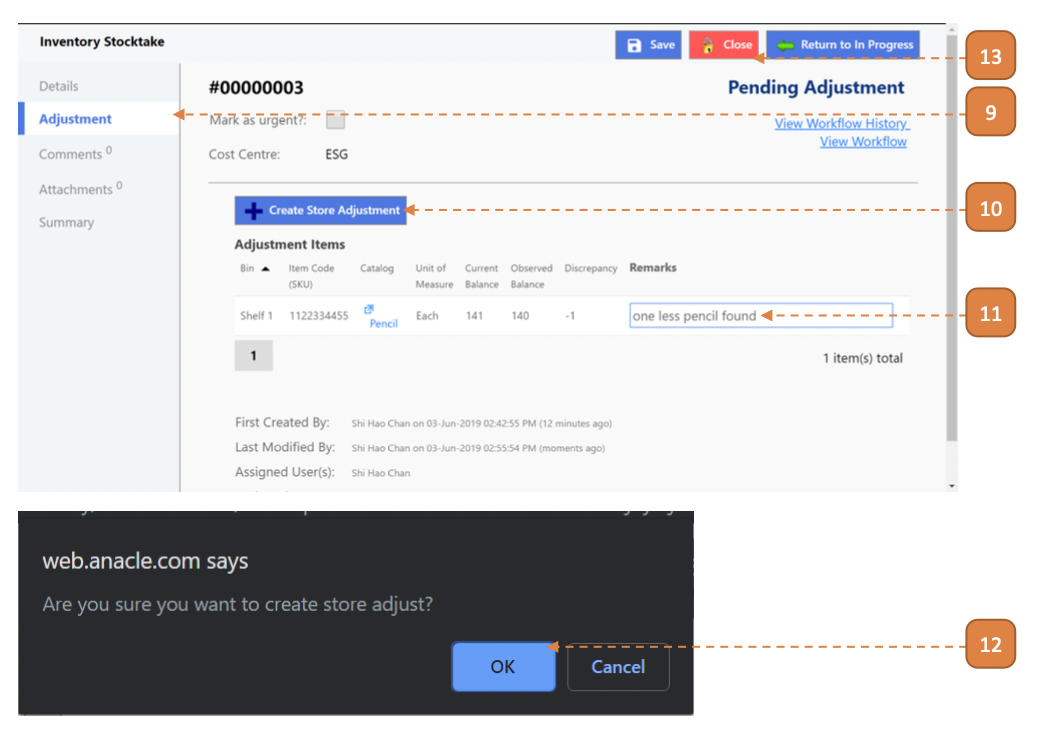 Inventory Stocktake
Save
Close
Return to In Progress
13
Details
#00000003
Pending Adjustment
Adjustment
Mark as urgent?:
View Workflow History
9
View Workflow
Comments 0
Cost Centre: ESG
Attachments 0
Summary
Create Store Adjustment
10
Adjustment Items
Bin Item Code (SKU) Catalog Unit of Measure Current Balance Observed Balance Discrepancy Remarks
Shelf 1 1122334455 Pencil Each 141 140 -1 one less pencil found
11
1
1 item(s) total
First Created By: Shi Hao Chan on 03-Jun-2019 02:42:55 PM (12 minutes ago)
Last Modified By: Shi Hao Chan on 03-Jun-2019 02:55:54 PM (moments ago)
Assigned User(s): Shi Hao Chan
web.anacle.com says
Are you sure you want to create store adjust?
OK
Cancel
12